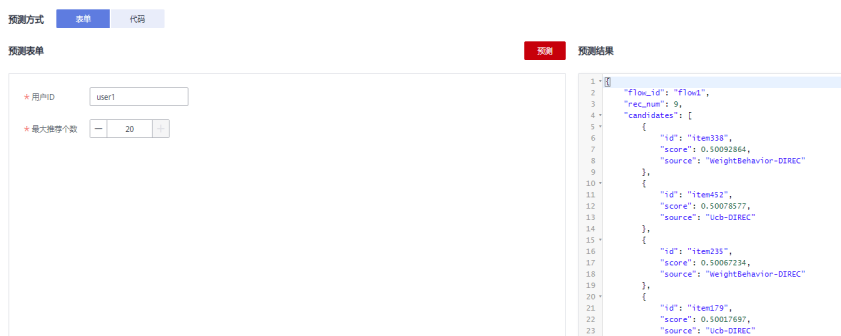 预测方式 表单 代码
预测表单 预测 预测结果
* 用户ID user1
* 最大推荐个数 — 20 +
1 {
2 "flow_id": "flow1",
3 "rec_num": 9,
4 "candidates": [
5 {
6 "id": "item338",
7 "score": 0.50092864,
8 "source": "WeightBehavior-DIREC"
9 },
10 {
11 "id": "item452",
12 "score": 0.50078577,
13 "source": "Ucb-DIREC"
14 },
15 {
16 "id": "item235",
17 "score": 0.50067234,
18 "source": "WeightBehavior-DIREC"
19 },
20 {
21 "id": "item179",
22 "score": 0.50017697,
23 "source": "Ucb-DIREC"